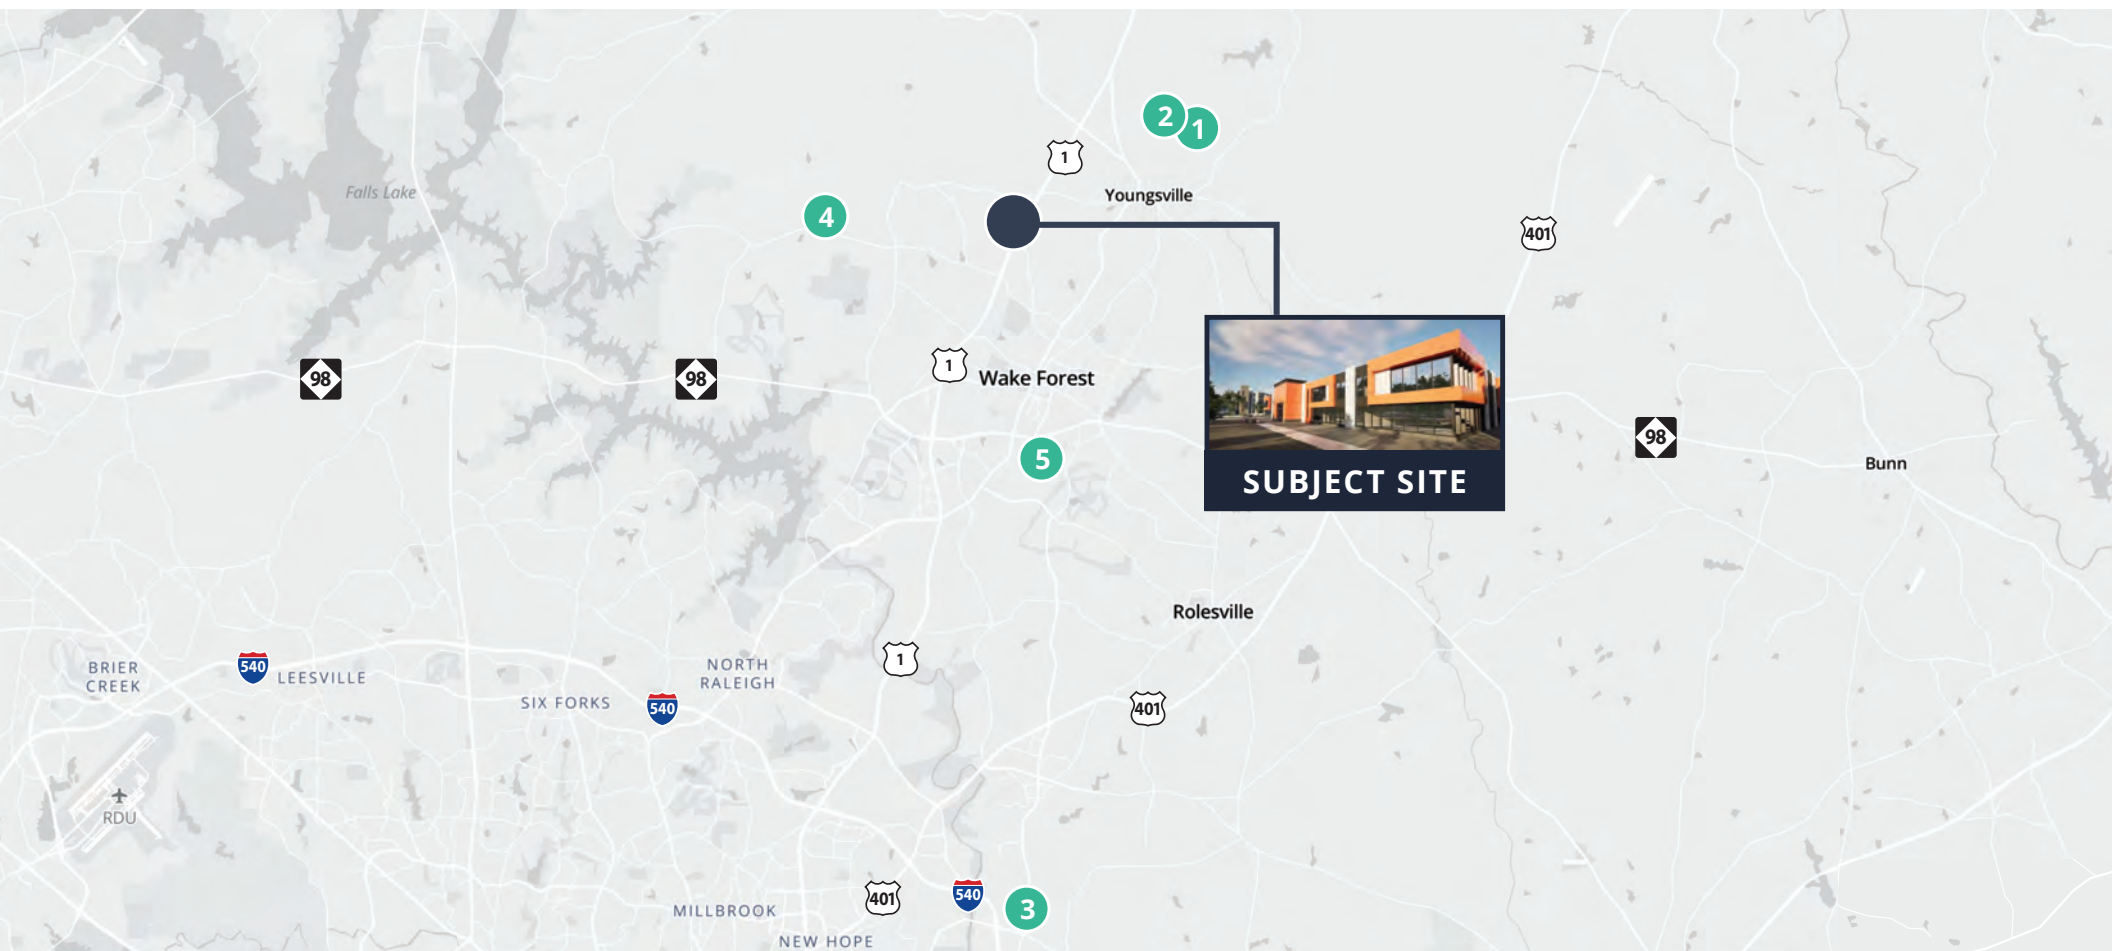 2
1
1
Youngsville
Falls Lake
4
401
98
98
1
Wake Forest
98
5
Bunn
SUBJECT SITE
Rolesville
BRIER
CREEK
540
LEESVILLE
NORTH
RALEIGH
1
SIX FORKS
540
401
RDU
401
540
3
MILLBROOK
NEW HOPE